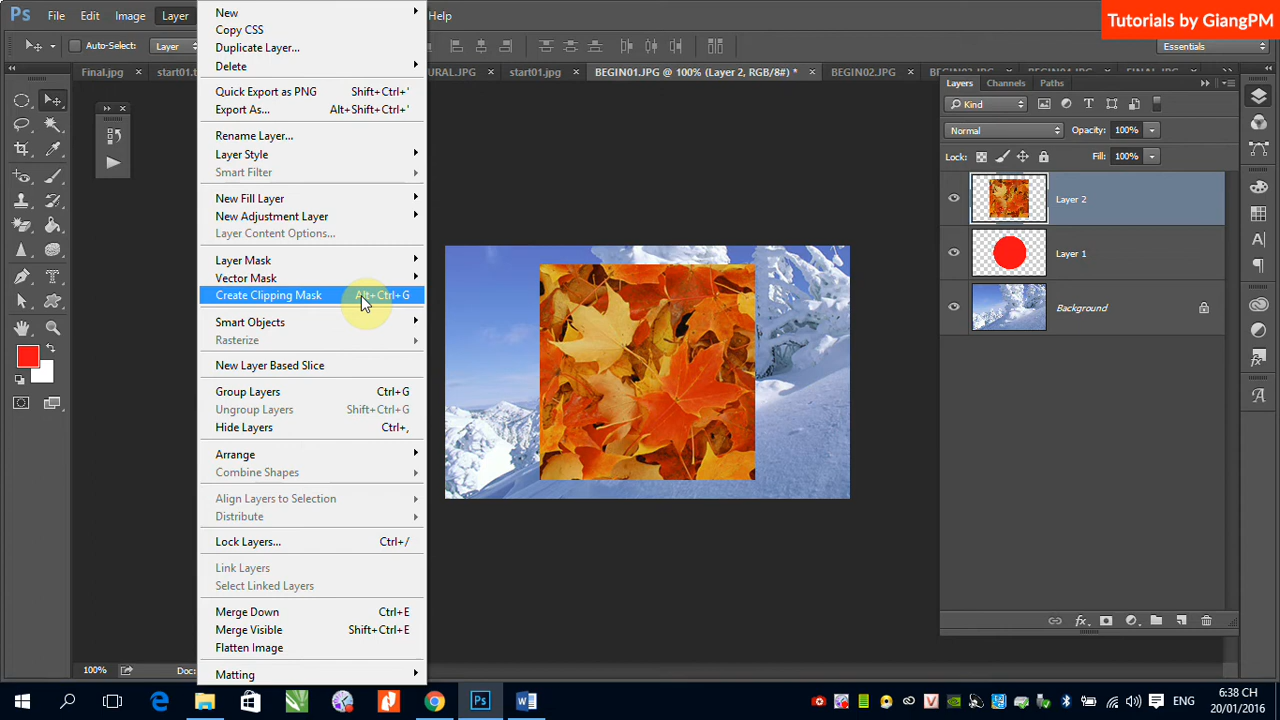 Ps File Edit Image Layer Help
Tutorials by GiangPM
Auto-Select: Layer
Essentials
Final.jpg × URAL.JPG × start01.jpg × BEGIN01.JPG @ 100% (Layer 2, RGB/8#) * × BEGIN02.JPG ×
New
Copy CSS
Duplicate Layer...
Delete
Quick Export as PNG Shift+Ctrl+'
Export As... Alt+Shift+Ctrl+'
Rename Layer...
Layer Style
Smart Filter
New Fill Layer
New Adjustment Layer
Layer Content Options...
Layer Mask
Vector Mask
Create Clipping Mask Alt+Ctrl+G
Smart Objects
Rasterize
New Layer Based Slice
Group Layers Ctrl+G
Ungroup Layers Shift+Ctrl+G
Hide Layers Ctrl+,
Arrange
Combine Shapes
Align Layers to Selection
Distribute
Lock Layers... Ctrl+/
Link Layers
Select Linked Layers
Merge Down Ctrl+E
Merge Visible Shift+Ctrl+E
Flatten Image
Matting
Layers Channels Paths
Kind
Normal Opacity: 100%
Lock: Fill: 100%
Layer 2
Layer 1
Background
100% Doc:
6:38 CH
ENG
20/01/2016